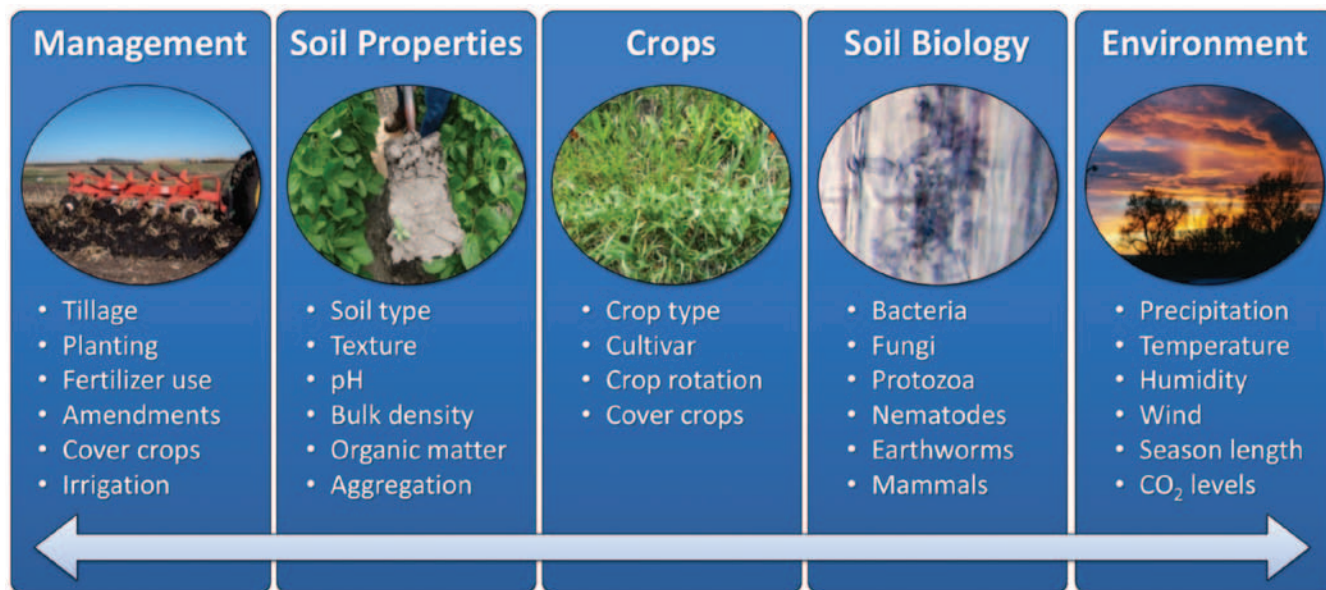 Management
• Tillage
• Planting
• Fertilizer use
• Amendments
• Cover crops
• Irrigation
Soil Properties
• Soil type
• Texture
• pH
• Bulk density
• Organic matter
• Aggregation
Crops
• Crop type
• Cultivar
• Crop rotation
• Cover crops
Soil Biology
• Bacteria
• Fungi
• Protozoa
• Nematodes
• Earthworms
• Mammals
Environment
• Precipitation
• Temperature
• Humidity
• Wind
• Season length
• CO₂ levels